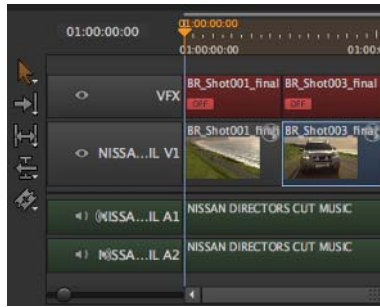 01:00:00:00
01:00:00:00
01:00:00:00
01:00
VFX
BR_Shot001_final
BR_Shot003_final
OFF
OFF
NISSA...IL V1
BR_Shot001_final
BR_Shot003_final
NISSA...IL A1
NISSAN DIRECTORS CUT MUSIC
NISSA...IL A2
NISSAN DIRECTORS CUT MUSIC